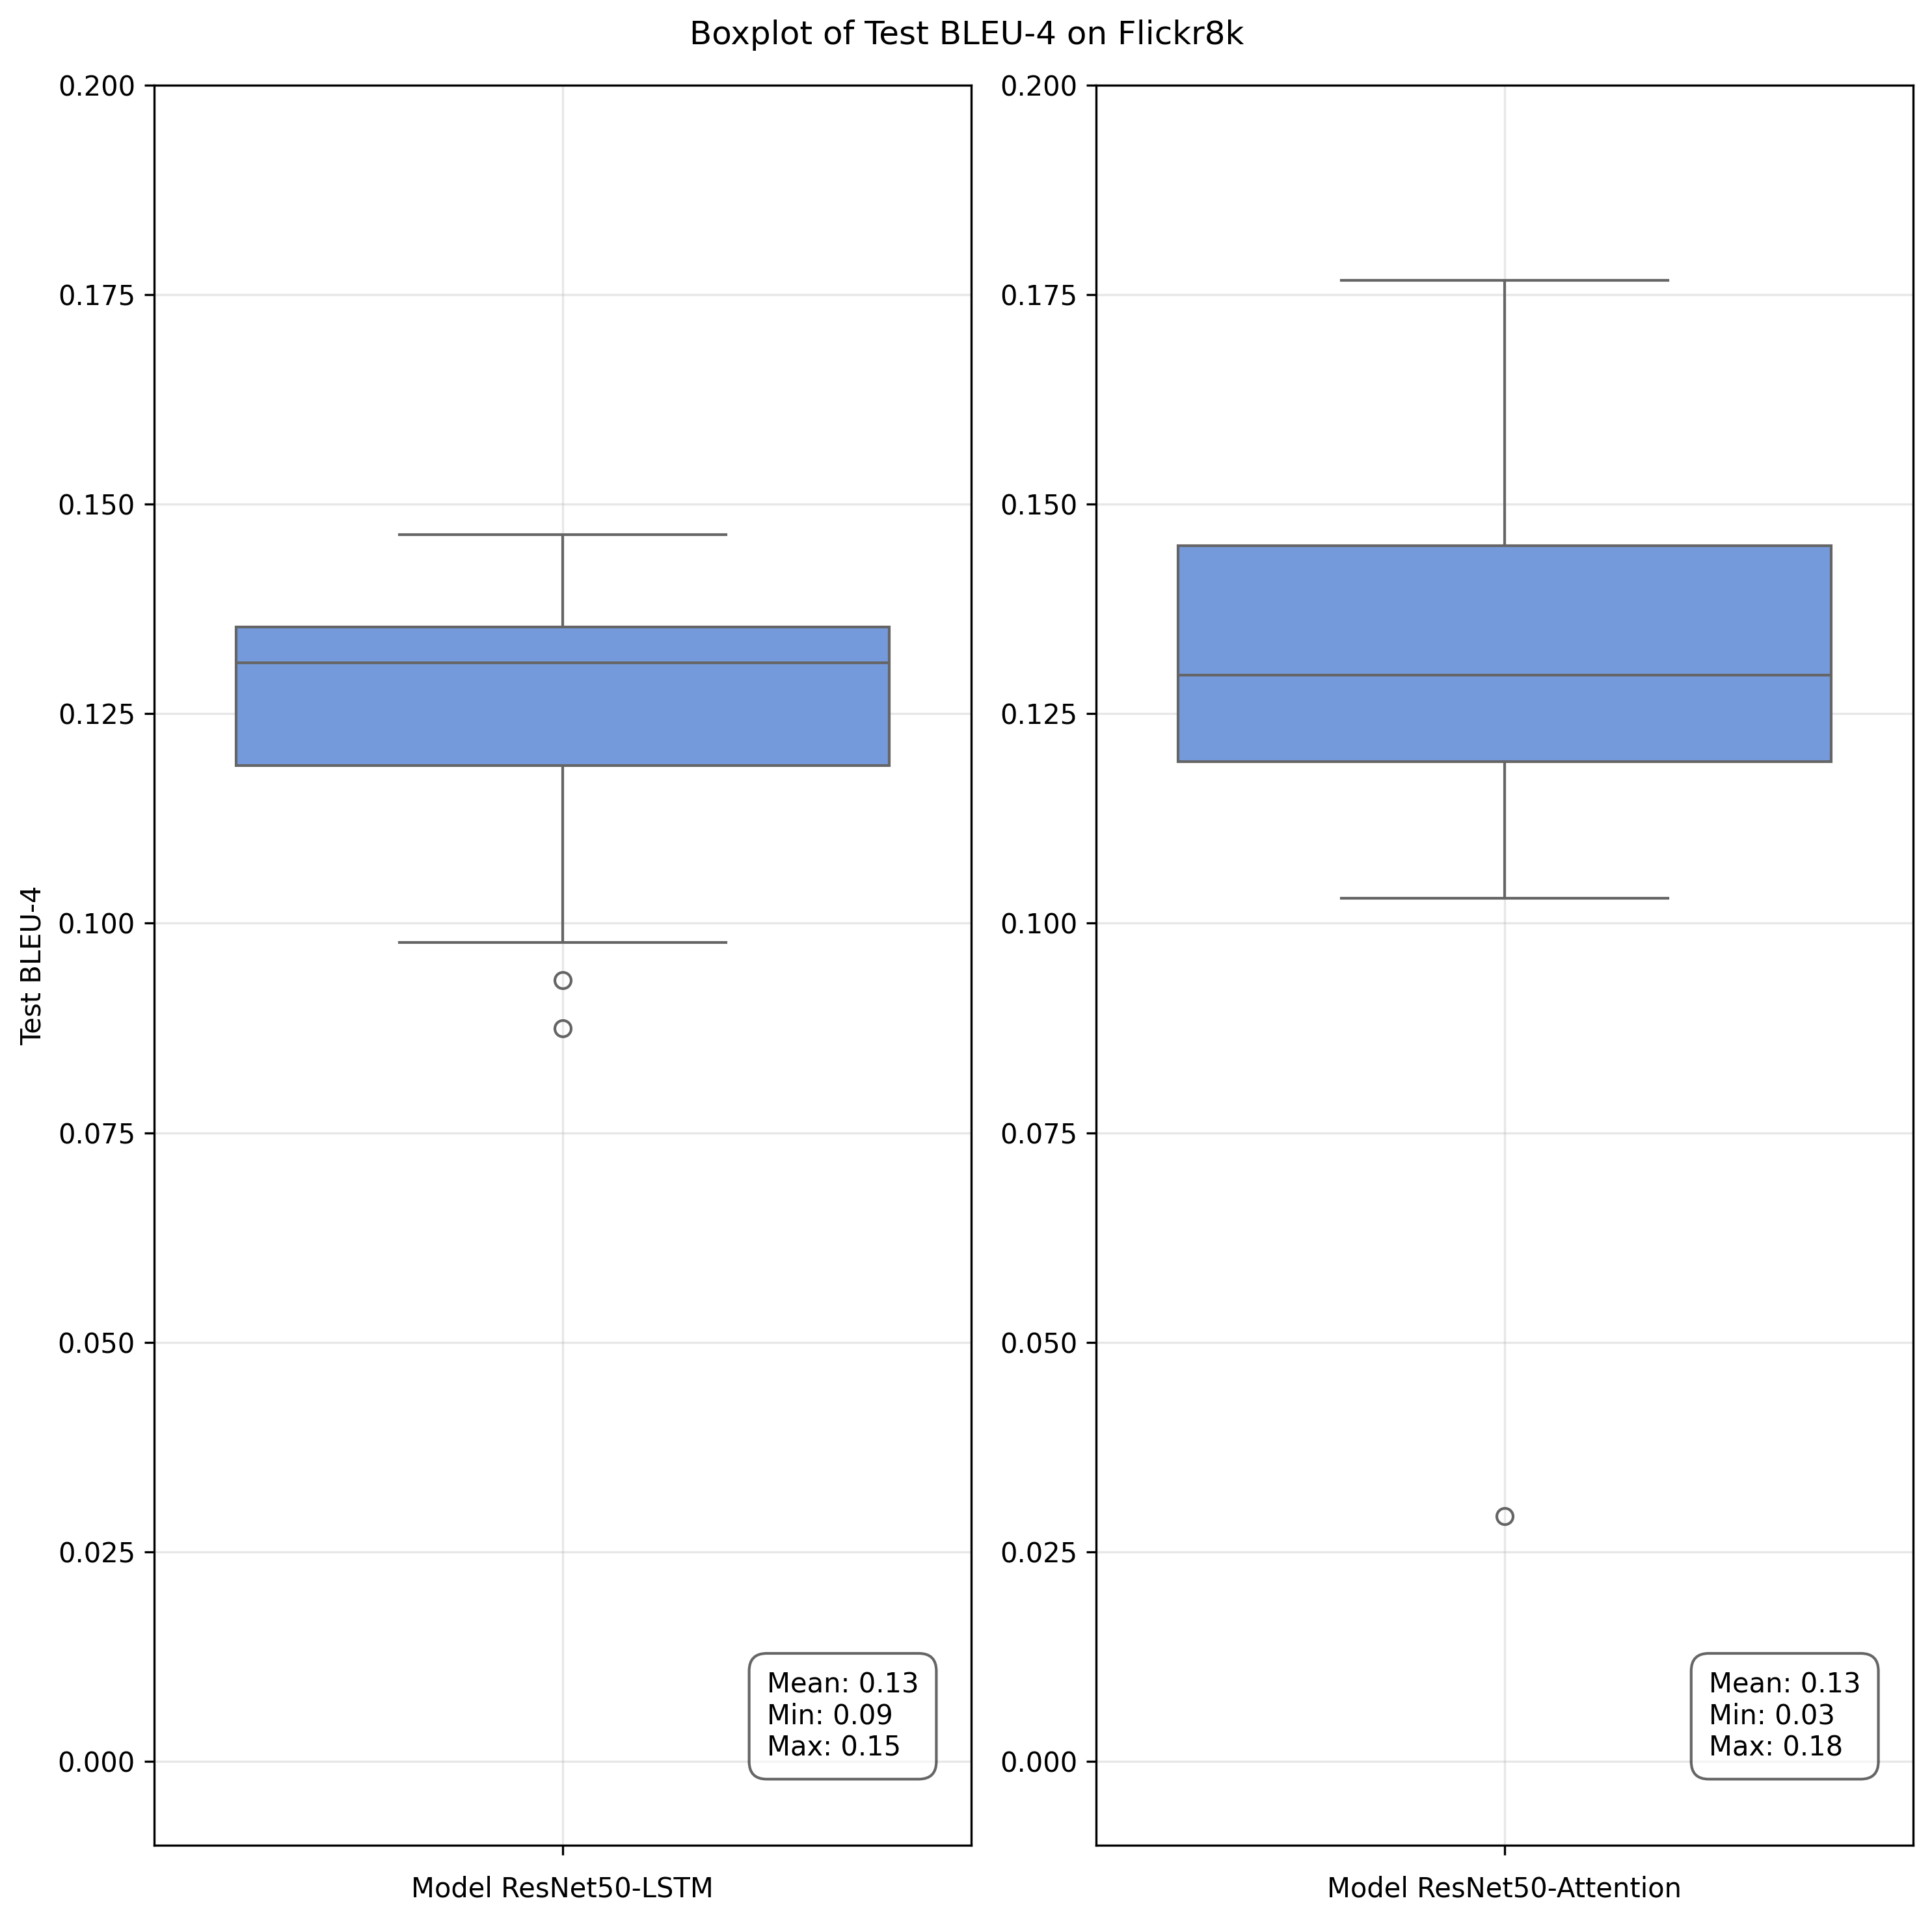 Boxplot of Test BLEU-4 on Flickr8k
Test BLEU-4
0.200
0.175
0.150
0.125
0.100
0.075
0.050
0.025
0.000
Mean: 0.13
Min: 0.09
Max: 0.15
Model ResNet50-LSTM
0.200
0.175
0.150
0.125
0.100
0.075
0.050
0.025
0.000
Mean: 0.13
Min: 0.03
Max: 0.18
Model ResNet50-Attention